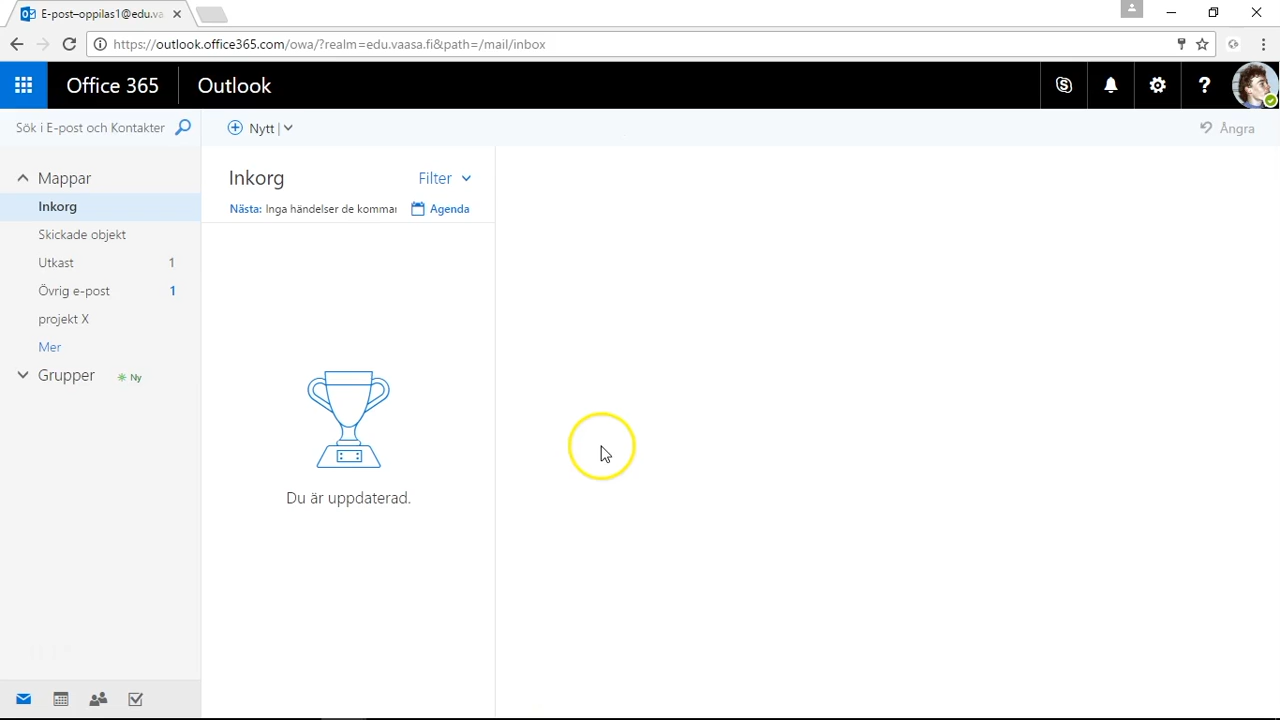 E-post–oppilas1@edu.va
https://outlook.office365.com/owa/?realm=edu.vaasa.fi&path=/mail/inbox
Office 365
Outlook
?
Sök i E-post och Kontakter
Nytt
Ångra
Mappar
Inkorg
Skickade objekt
Utkast 1
Övrig e-post 1
projekt X
Mer
Grupper
Ny
Inkorg
Filter
Nästa: Inga händelser de kommar
Agenda
Du är uppdaterad.